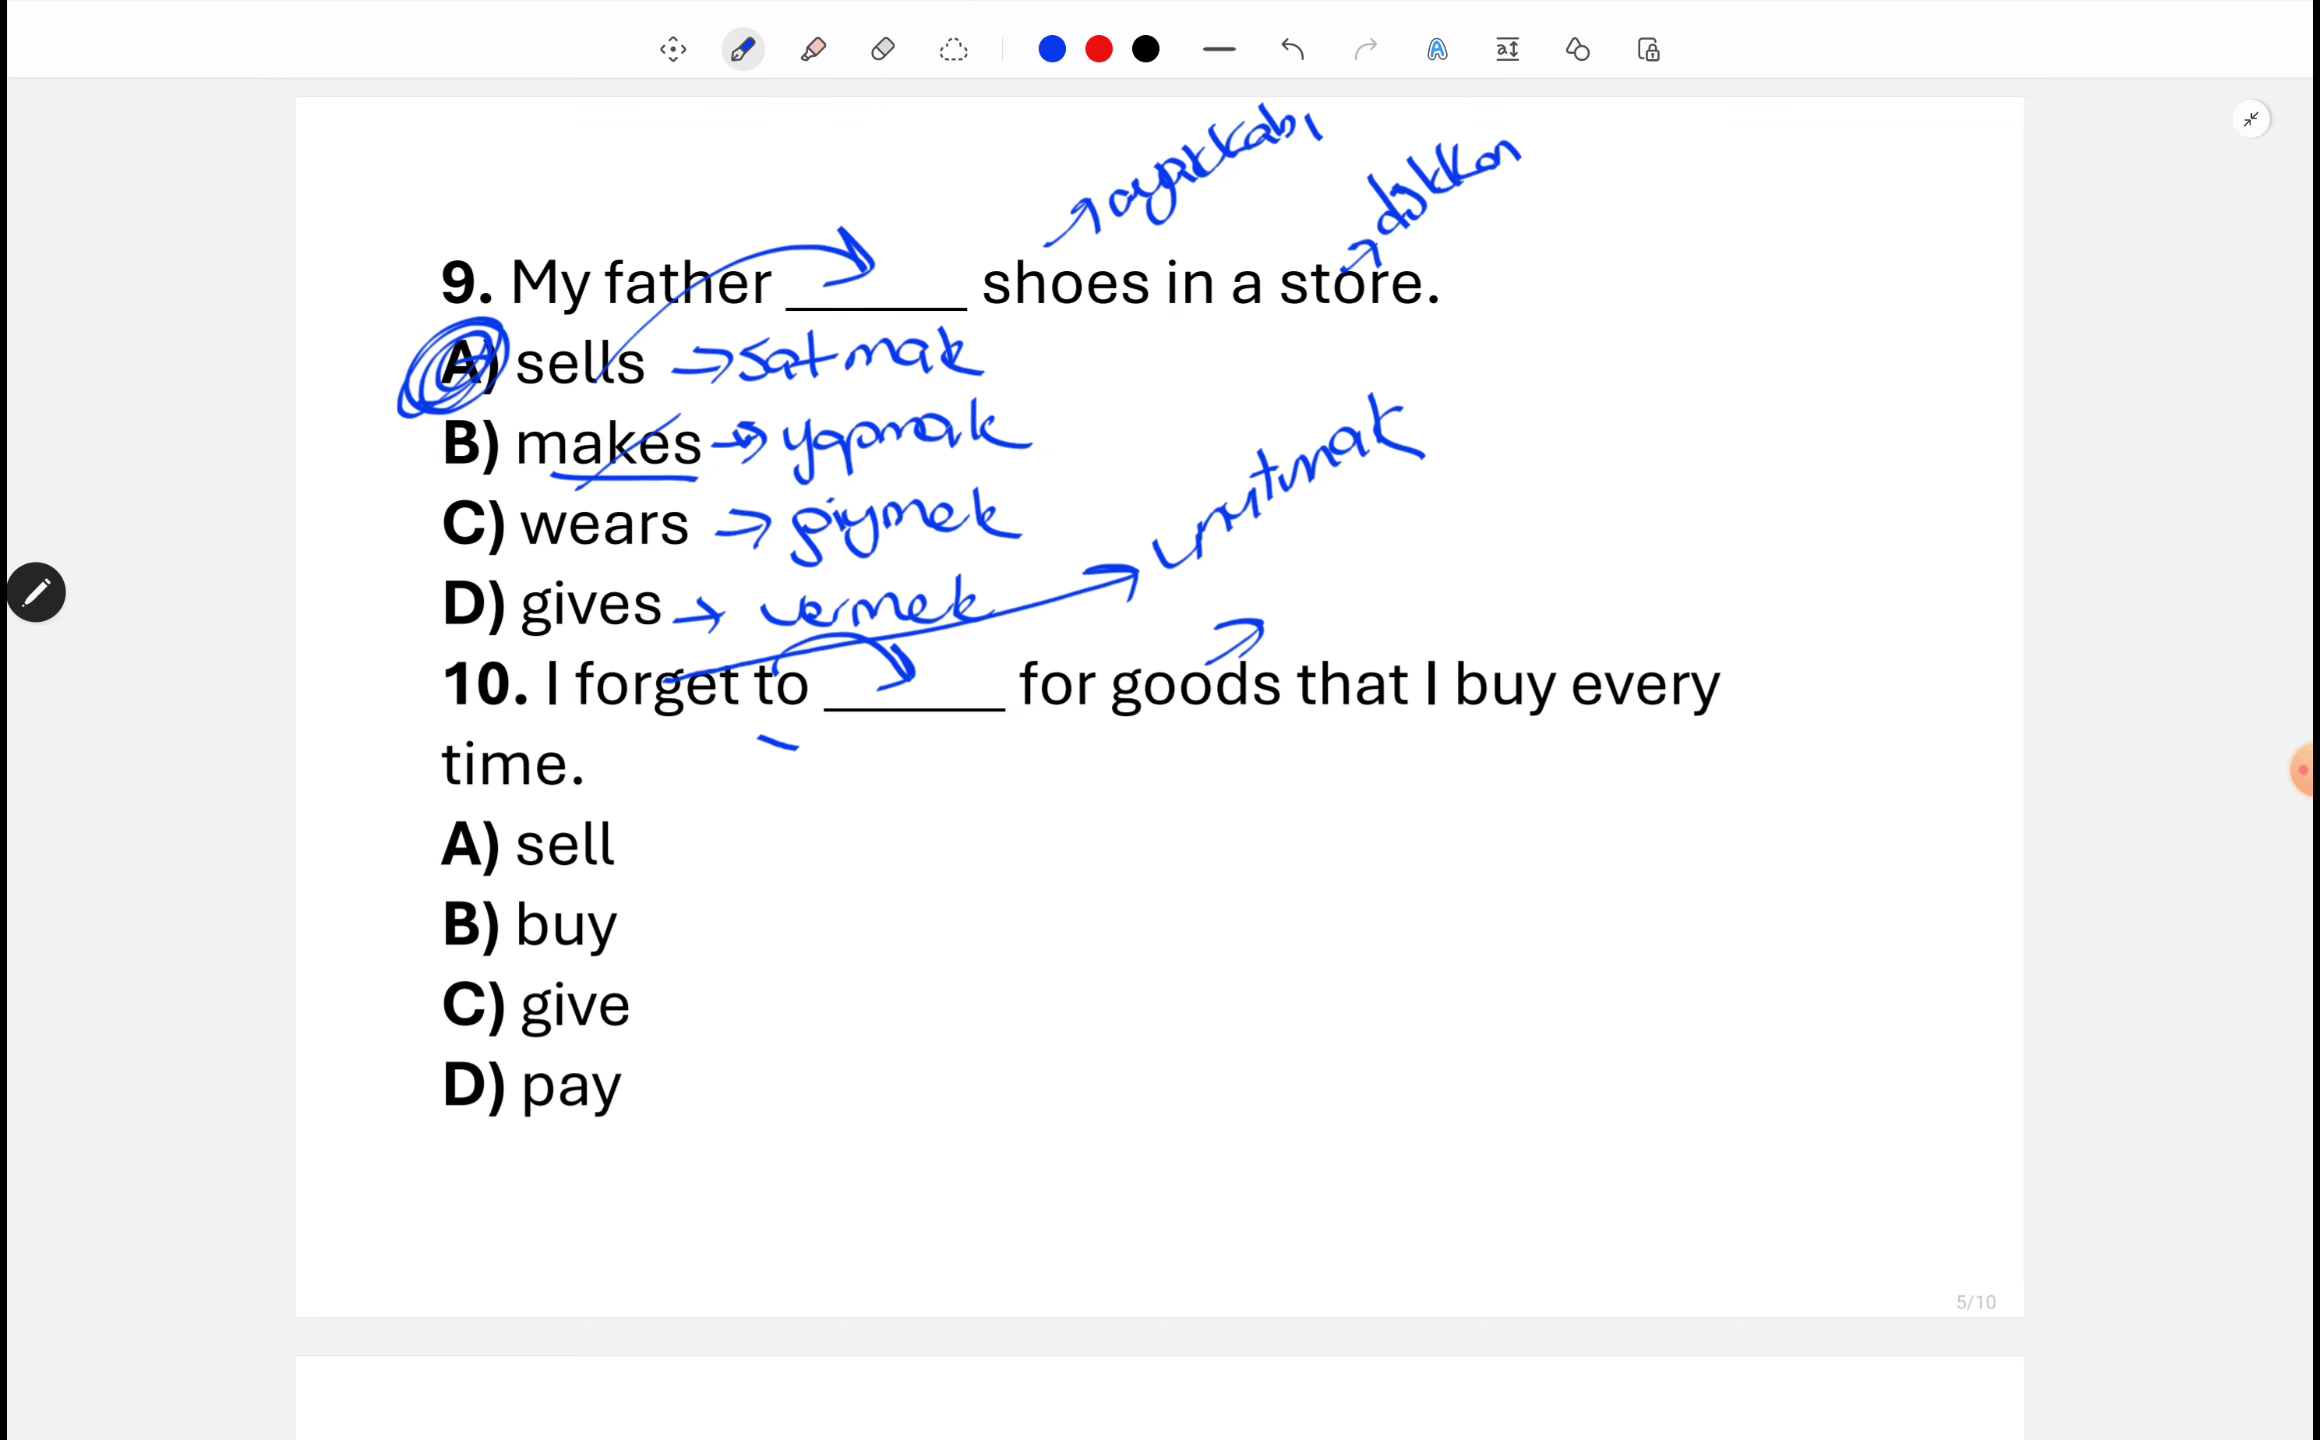 ayakkabı
dükkan
9. My father ______ shoes in a store.
A) sells → satmak
B) makes → yapmak
C) wears → giymek
D) gives → vermek
unutmak
10. I forget to ______ for goods that I buy every
time.
A) sell
B) buy
C) give
D) pay
5/10